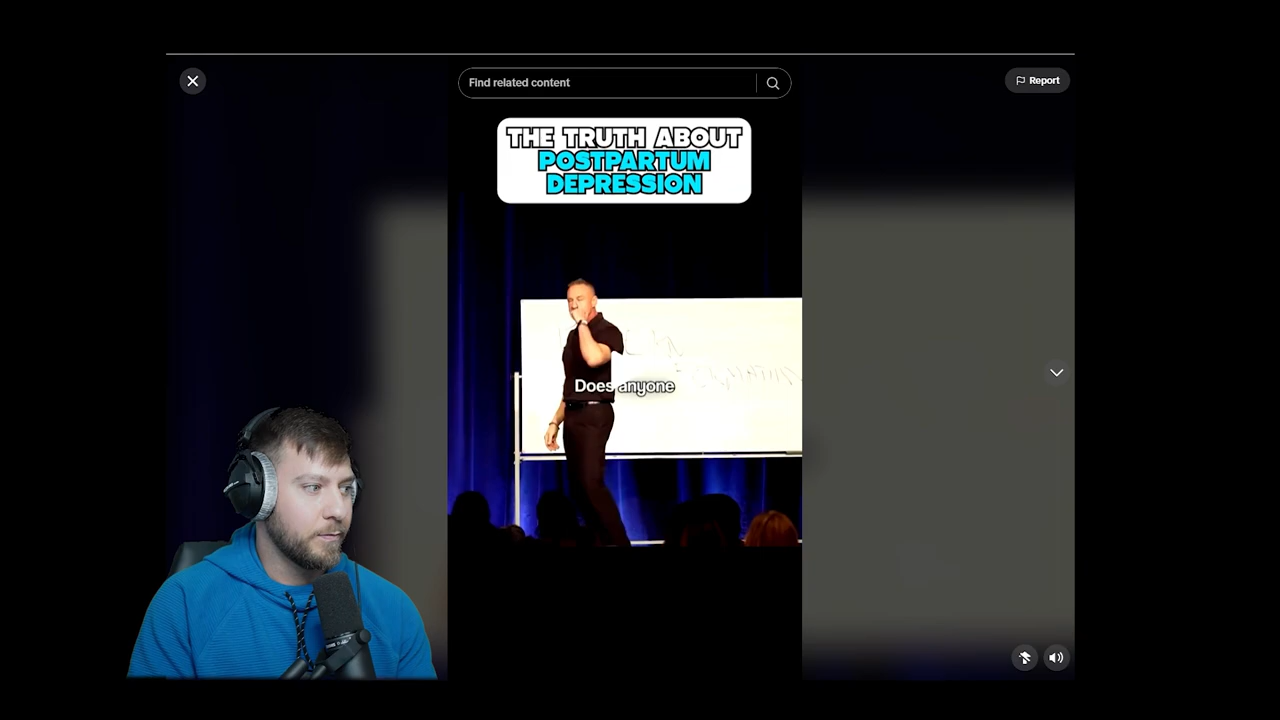 Find related content
Report
THE TRUTH ABOUT
POSTPARTUM
DEPRESSION
Does anyone